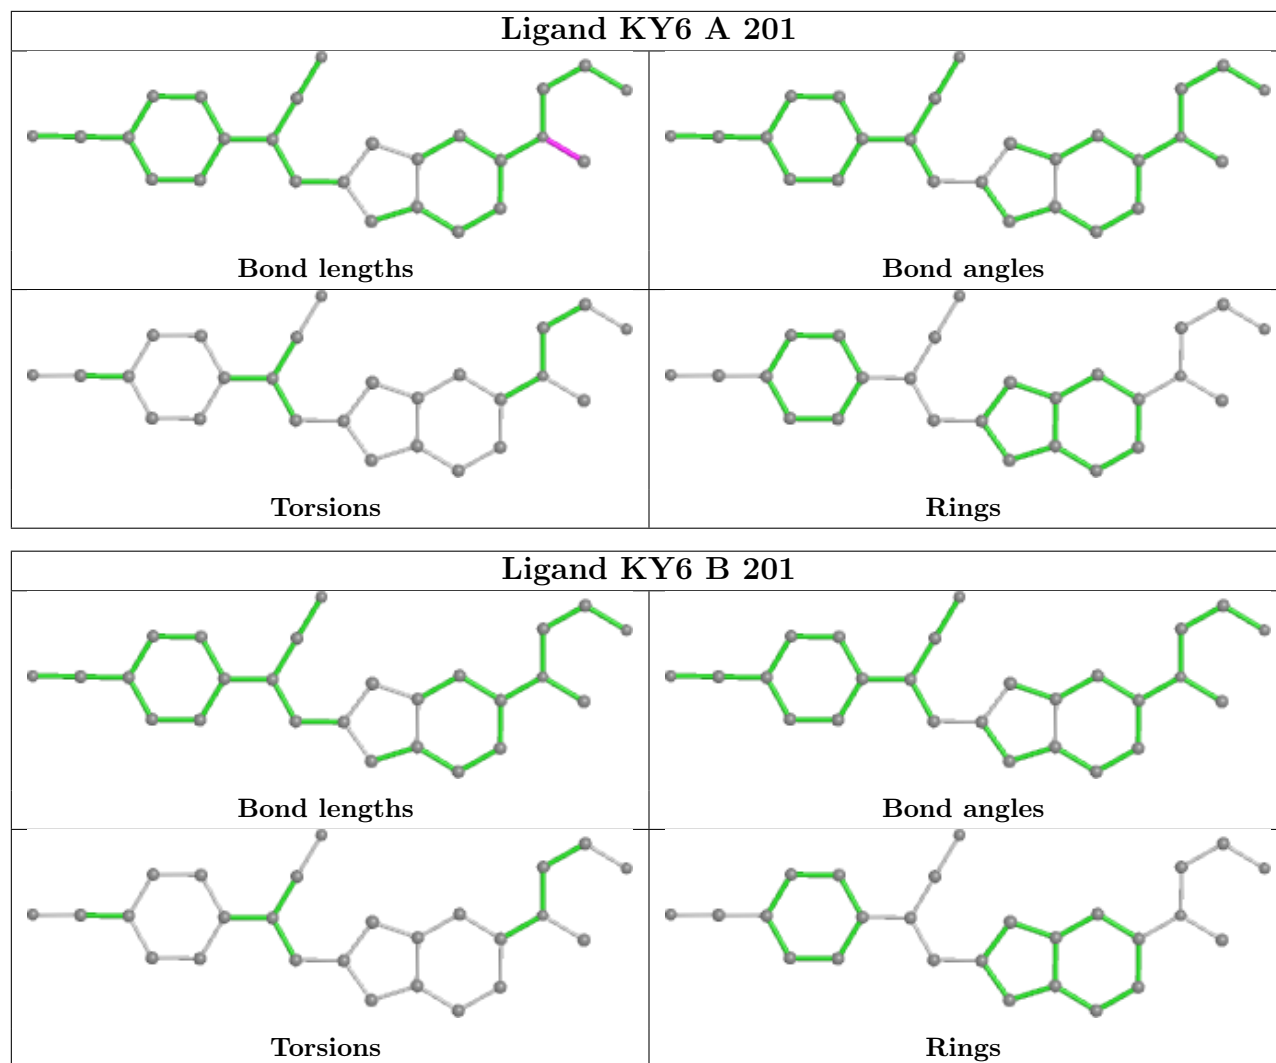 Ligand KY6 A 201
Bond lengths
Bond angles
Torsions
Rings
Ligand KY6 B 201
Bond lengths
Bond angles
Torsions
Rings